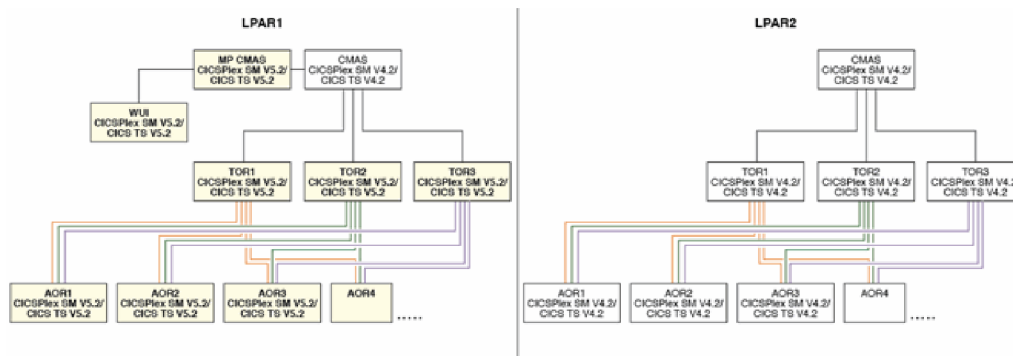 LPAR1
MP CMAS
CICSPlex SM V5.2/
CICS TS V5.2
CMAS
CICSPlex SM V4.2/
CICS TS V4.2
WUI
CICSPlex SM V5.2/
CICS TS V5.2
TOR1
CICSPlex SM V5.2/
CICS TS V5.2
TOR2
CICSPlex SM V5.2/
CICS TS V5.2
TOR3
CICSPlex SM V5.2/
CICS TS V5.2
AOR1
CICSPlex SM V5.2/
CICS TS V5.2
AOR2
CICSPlex SM V5.2/
CICS TS V5.2
AOR3
CICSPlex SM V5.2/
CICS TS V5.2
AOR4
.....
LPAR2
CMAS
CICSPlex SM V4.2/
CICS TS V4.2
TOR1
CICSPlex SM V4.2/
CICS TS V4.2
TOR2
CICSPlex SM V4.2/
CICS TS V4.2
TOR3
CICSPlex SM V4.2/
CICS TS V4.2
AOR1
CICSPlex SM V4.2/
CICS TS V4.2
AOR2
CICSPlex SM V4.2/
CICS TS V4.2
AOR3
CICSPlex SM V4.2/
CICS TS V4.2
AOR4
.....